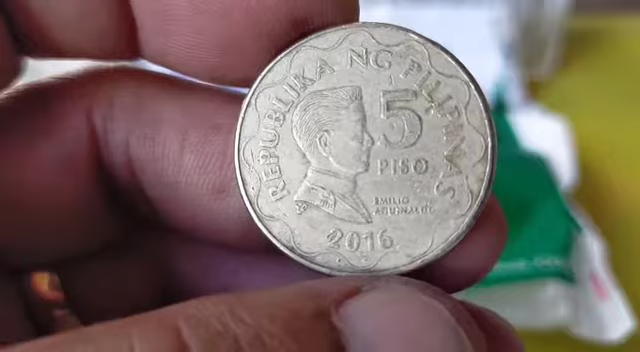 REPUBLIKA NG PILIPINAS
5
PISO
EMILIO
AGUINALDO
2016